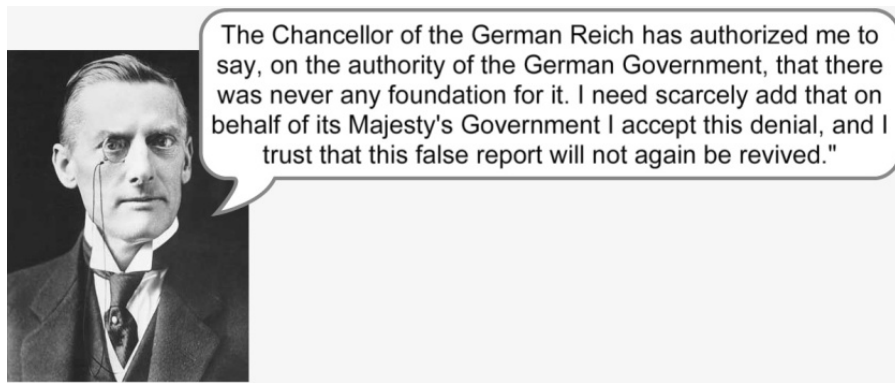 The Chancellor of the German Reich has authorized me to
say, on the authority of the German Government, that there
was never any foundation for it. I need scarcely add that on
behalf of its Majesty's Government I accept this denial, and I
trust that this false report will not again be revived."